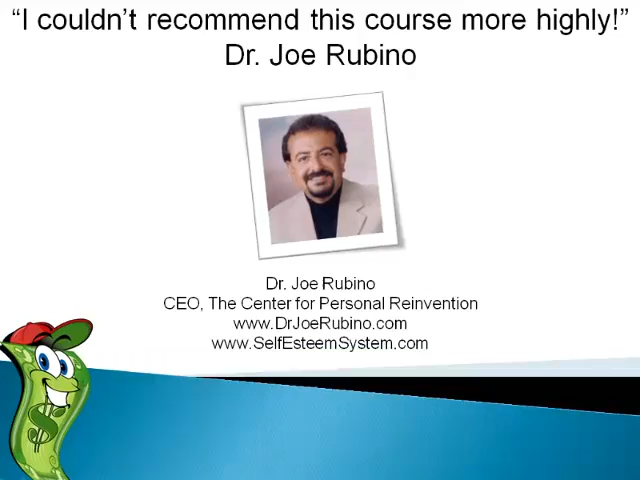 “I couldn’t recommend this course more highly!”
Dr. Joe Rubino
Dr. Joe Rubino
CEO, The Center for Personal Reinvention
www.DrJoeRubino.com
www.SelfEsteemSystem.com
$